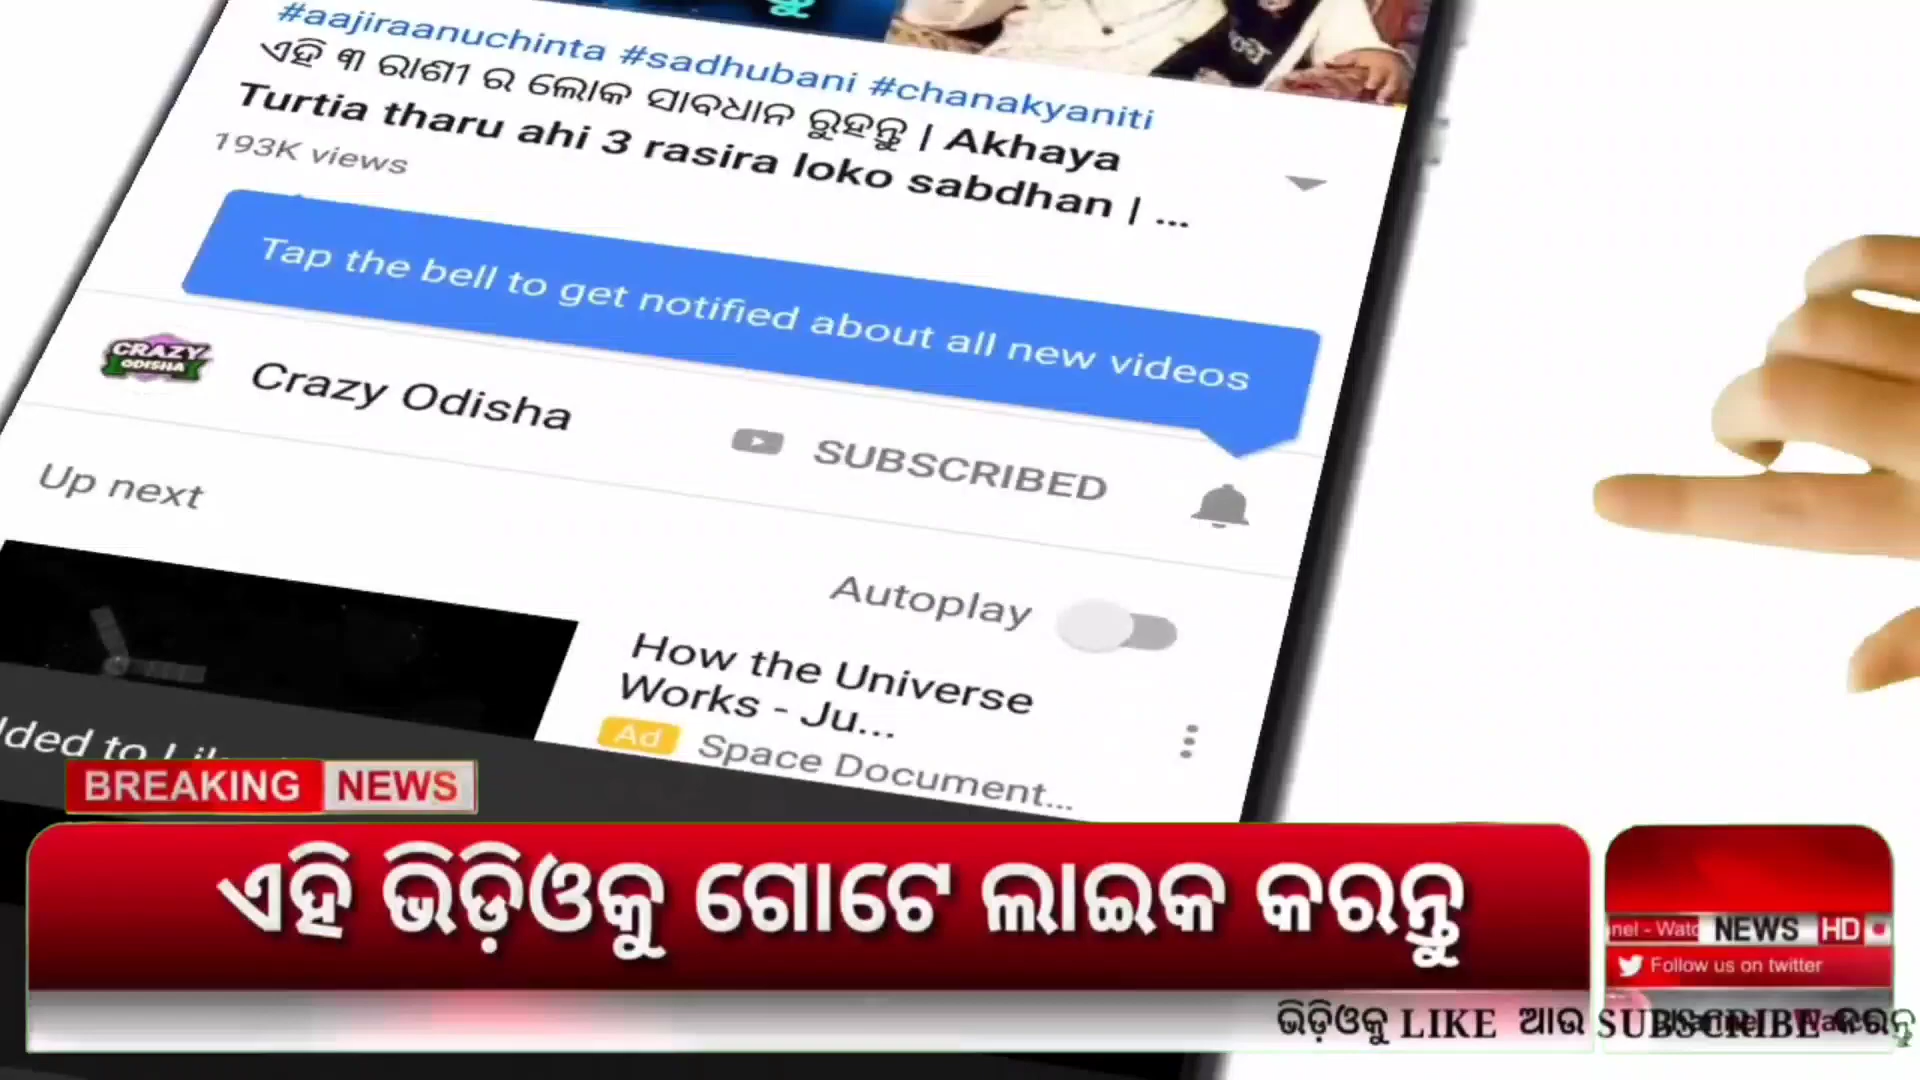 #aajiraanuchinta #sadhubani #chanakyaniti
ଏହି ୩ ରାଶୀ ର ଲୋକ ସାବଧାନ ରୁହନ୍ତୁ | Akhaya
Turtia tharu ahi 3 rasira loko sabdhan | ...
193K views
Tap the bell to get notified about all new videos
CRAZY
ODISHA
Crazy Odisha
SUBSCRIBED
Up next
Autoplay
How the Universe
Works - Ju...
Ad Space Document...
BREAKING NEWS
ଏହି ଭିଡ଼ିଓକୁ ଗୋଟେ ଲାଇକ କରନ୍ତୁ
NEWS HD
Follow us on twitter
ଭିଡ଼ିଓକୁ LIKE ଆଉ SUBSCRIBE କରନ୍ତୁ